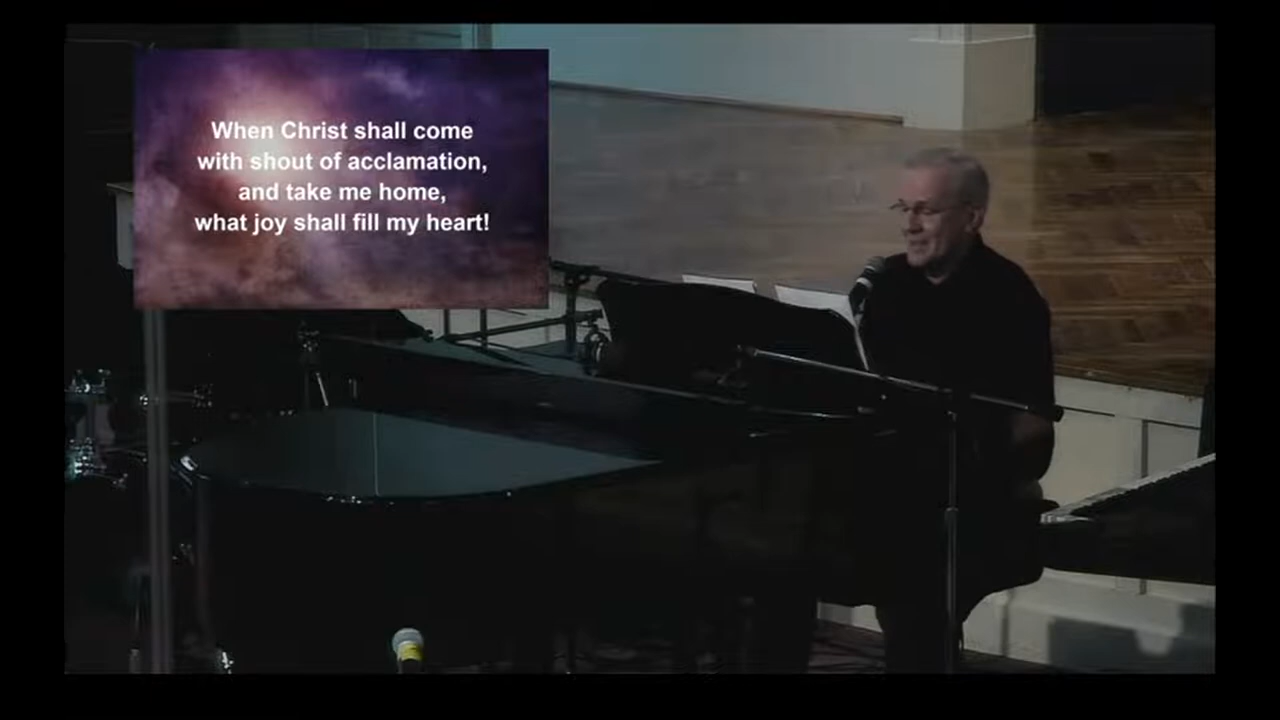 When Christ shall come
with shout of acclamation,
and take me home,
what joy shall fill my heart!